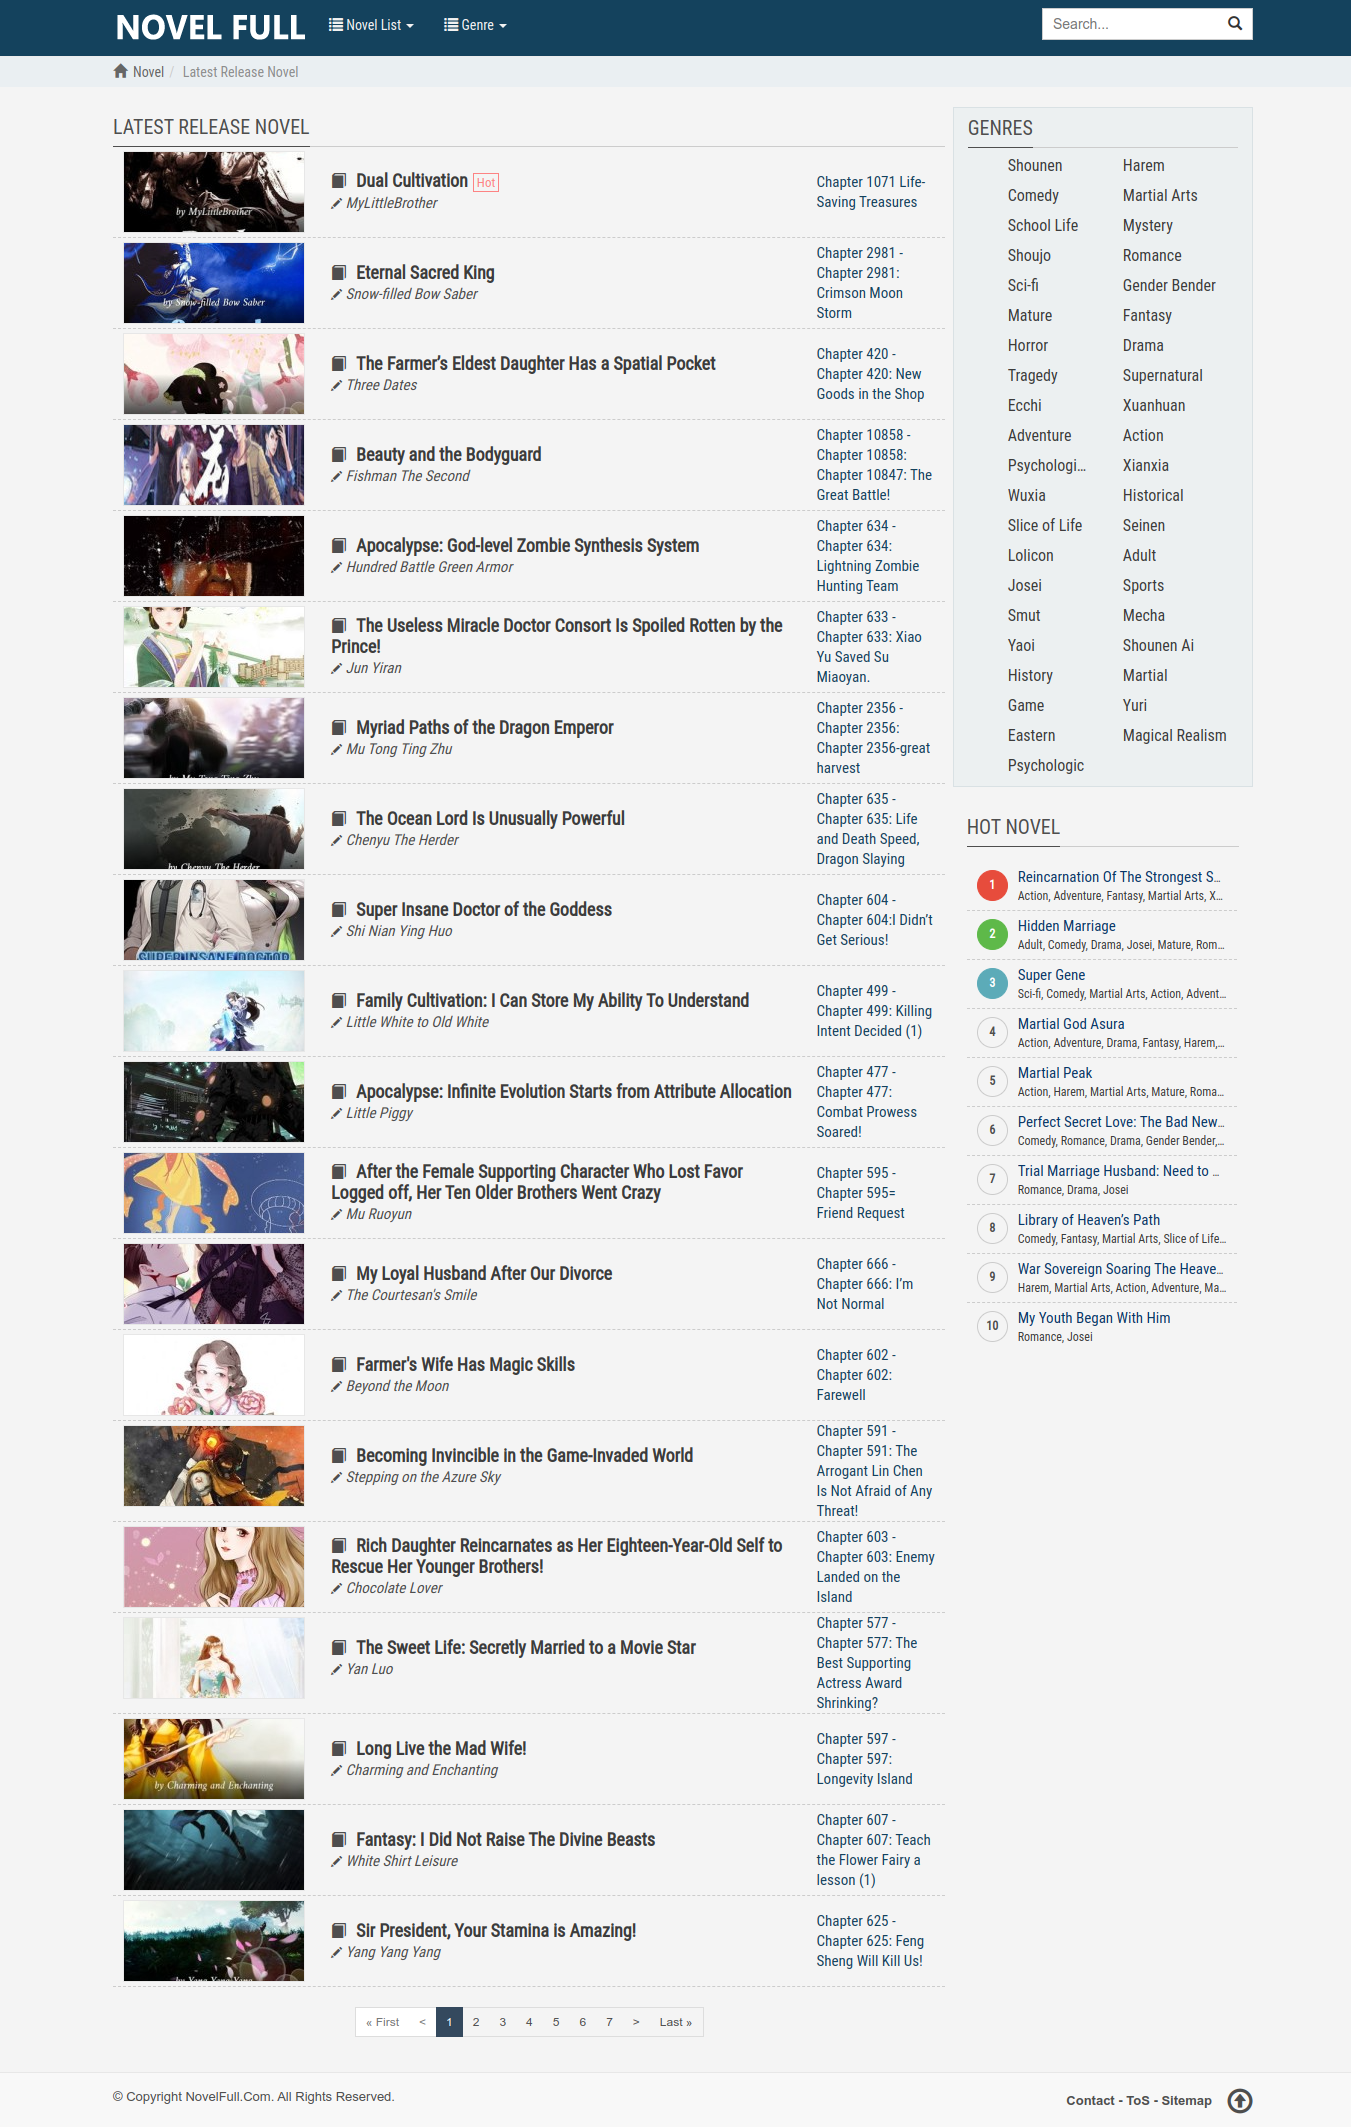 NOVEL FULL
Novel List
Genre
Search...
Novel / Latest Release Novel
LATEST RELEASE NOVEL
by MyLittleBrother
Dual Cultivation Hot
MyLittleBrother
Chapter 1071 Life-
Saving Treasures
by Snow-filled Bow Saber
Eternal Sacred King
Snow-filled Bow Saber
Chapter 2981 -
Chapter 2981:
Crimson Moon
Storm
The Farmer’s Eldest Daughter Has a Spatial Pocket
Three Dates
Chapter 420 -
Chapter 420: New
Goods in the Shop
Beauty and the Bodyguard
Fishman The Second
Chapter 10858 -
Chapter 10858:
Chapter 10847: The
Great Battle!
Apocalypse: God-level Zombie Synthesis System
Hundred Battle Green Armor
Chapter 634 -
Chapter 634:
Lightning Zombie
Hunting Team
The Useless Miracle Doctor Consort Is Spoiled Rotten by the
Prince!
Jun Yiran
Chapter 633 -
Chapter 633: Xiao
Yu Saved Su
Miaoyan.
by Mu Tong Ting Zhu
Myriad Paths of the Dragon Emperor
Mu Tong Ting Zhu
Chapter 2356 -
Chapter 2356:
Chapter 2356-great
harvest
by Chenyu The Herder
The Ocean Lord Is Unusually Powerful
Chenyu The Herder
Chapter 635 -
Chapter 635: Life
and Death Speed,
Dragon Slaying
SUPER INSANE DOCTOR
Super Insane Doctor of the Goddess
Shi Nian Ying Huo
Chapter 604 -
Chapter 604:I Didn’t
Get Serious!
Family Cultivation: I Can Store My Ability To Understand
Little White to Old White
Chapter 499 -
Chapter 499: Killing
Intent Decided (1)
Apocalypse: Infinite Evolution Starts from Attribute Allocation
Little Piggy
Chapter 477 -
Chapter 477:
Combat Prowess
Soared!
After the Female Supporting Character Who Lost Favor
Logged off, Her Ten Older Brothers Went Crazy
Mu Ruoyun
Chapter 595 -
Chapter 595=
Friend Request
My Loyal Husband After Our Divorce
The Courtesan's Smile
Chapter 666 -
Chapter 666: I’m
Not Normal
Farmer's Wife Has Magic Skills
Beyond the Moon
Chapter 602 -
Chapter 602:
Farewell
Becoming Invincible in the Game-Invaded World
Stepping on the Azure Sky
Chapter 591 -
Chapter 591: The
Arrogant Lin Chen
Is Not Afraid of Any
Threat!
Rich Daughter Reincarnates as Her Eighteen-Year-Old Self to
Rescue Her Younger Brothers!
Chocolate Lover
Chapter 603 -
Chapter 603: Enemy
Landed on the
Island
The Sweet Life: Secretly Married to a Movie Star
Yan Luo
Chapter 577 -
Chapter 577: The
Best Supporting
Actress Award
Shrinking?
by Charming and Enchanting
Long Live the Mad Wife!
Charming and Enchanting
Chapter 597 -
Chapter 597:
Longevity Island
Fantasy: I Did Not Raise The Divine Beasts
White Shirt Leisure
Chapter 607 -
Chapter 607: Teach
the Flower Fairy a
lesson (1)
by Yang Yang Yang
Sir President, Your Stamina is Amazing!
Yang Yang Yang
Chapter 625 -
Chapter 625: Feng
Sheng Will Kill Us!
« First < 1 2 3 4 5 6 7 > Last »
GENRES
Shounen Harem
Comedy Martial Arts
School Life Mystery
Shoujo Romance
Sci-fi Gender Bender
Mature Fantasy
Horror Drama
Tragedy Supernatural
Ecchi Xuanhuan
Adventure Action
Psychologi... Xianxia
Wuxia Historical
Slice of Life Seinen
Lolicon Adult
Josei Sports
Smut Mecha
Yaoi Shounen Ai
History Martial
Game Yuri
Eastern Magical Realism
Psychologic
HOT NOVEL
1 Reincarnation Of The Strongest S...
Action, Adventure, Fantasy, Martial Arts, X...
2 Hidden Marriage
Adult, Comedy, Drama, Josei, Mature, Rom...
3 Super Gene
Sci-fi, Comedy, Martial Arts, Action, Advent...
4 Martial God Asura
Action, Adventure, Drama, Fantasy, Harem,...
5 Martial Peak
Action, Harem, Martial Arts, Mature, Roma...
6 Perfect Secret Love: The Bad New...
Comedy, Romance, Drama, Gender Bender,...
7 Trial Marriage Husband: Need to ...
Romance, Drama, Josei
8 Library of Heaven’s Path
Comedy, Fantasy, Martial Arts, Slice of Life...
9 War Sovereign Soaring The Heave...
Harem, Martial Arts, Action, Adventure, Ma...
10 My Youth Began With Him
Romance, Josei
© Copyright NovelFull.Com. All Rights Reserved.
Contact - ToS - Sitemap